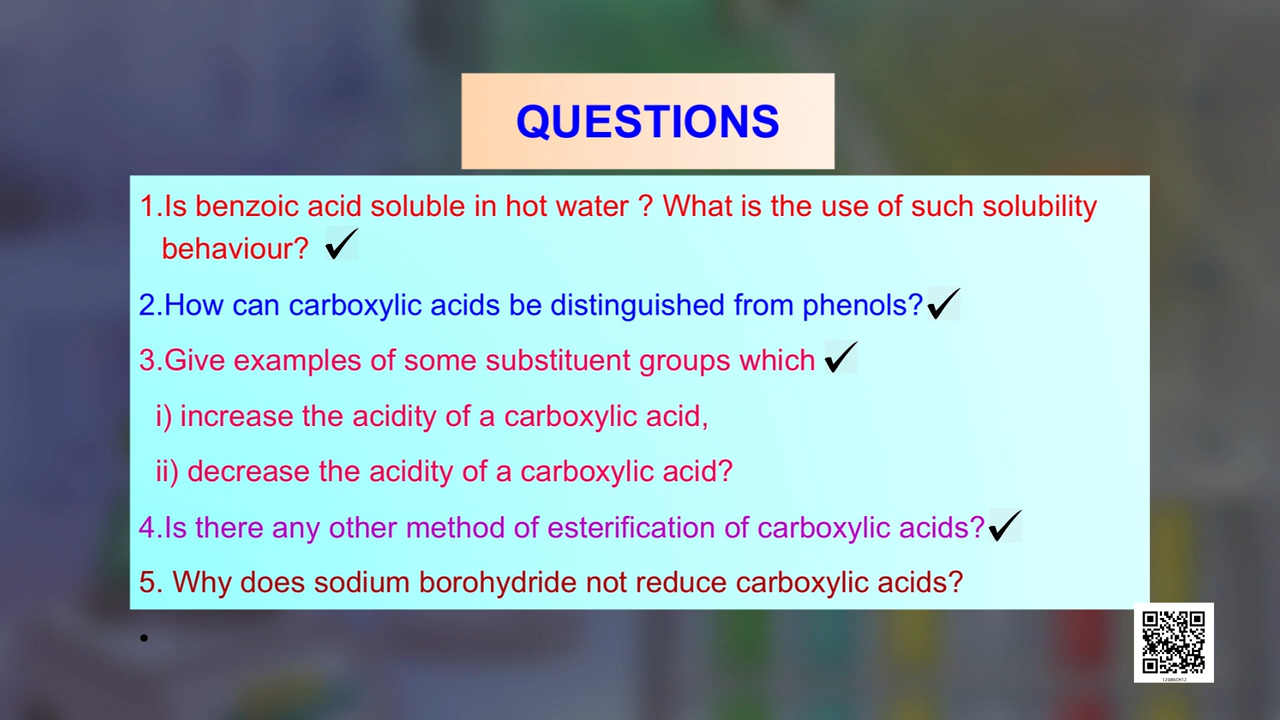 QUESTIONS
1.Is benzoic acid soluble in hot water ? What is the use of such solubility
behaviour? ✓
2.How can carboxylic acids be distinguished from phenols? ✓
3.Give examples of some substituent groups which ✓
i) increase the acidity of a carboxylic acid,
ii) decrease the acidity of a carboxylic acid?
4.Is there any other method of esterification of carboxylic acids? ✓
5. Why does sodium borohydride not reduce carboxylic acids?
•